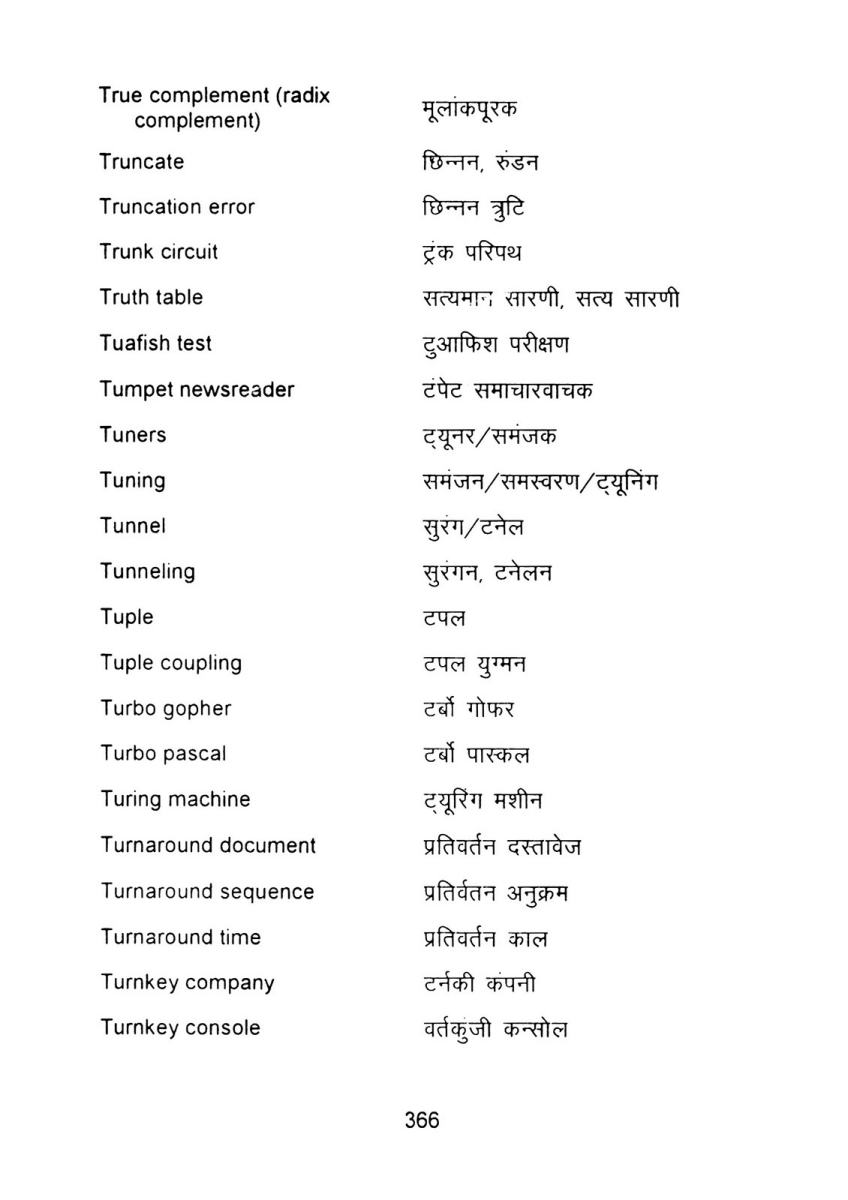 True complement (radix मूलांकपूरक
complement)
Truncate छिन्नन, रुंडन
Truncation error छिन्नन त्रुटि
Trunk circuit ट्रंक परिपथ
Truth table सत्यमान सारणी, सत्य सारणी
Tuafish test टुआफिश परीक्षण
Tumpet newsreader टंपेट समाचारवाचक
Tuners ट्यूनर/समंजक
Tuning समंजन/समस्वरण/ट्यूनिंग
Tunnel सुरंग/टनेल
Tunneling सुरंगन, टनेलन
Tuple टपल
Tuple coupling टपल युग्मन
Turbo gopher टर्बो गोफर
Turbo pascal टर्बो पास्कल
Turing machine ट्यूरिंग मशीन
Turnaround document प्रतिवर्तन दस्तावेज
Turnaround sequence प्रतिर्वतन अनुक्रम
Turnaround time प्रतिवर्तन काल
Turnkey company टर्नकी कंपनी
Turnkey console वर्तकुंजी कन्सोल
366